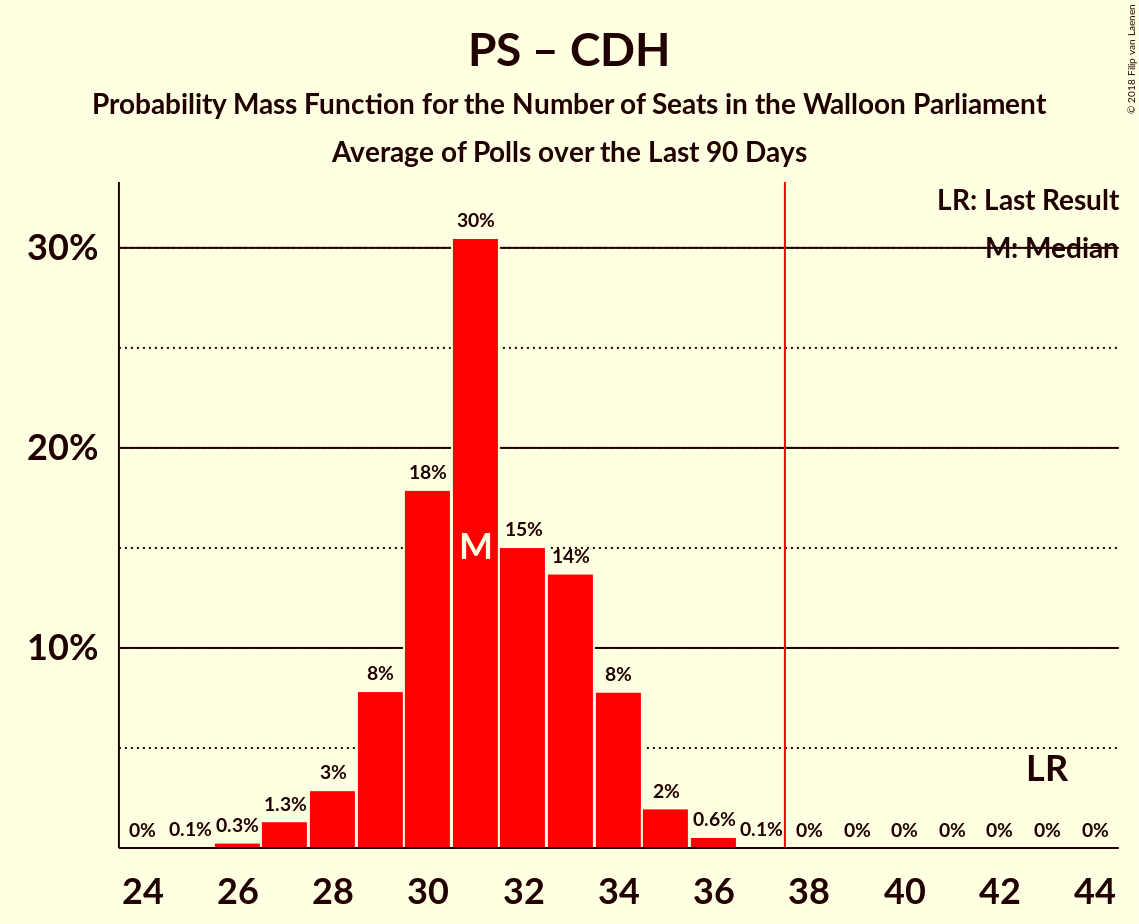 PS – CDH
Probability Mass Function for the Number of Seats in the Walloon Parliament
Average of Polls over the Last 90 Days
© 2018 Filip van Laenen
LR: Last Result
M: Median
30%
20%
10%
0% 0.1% 0.3% 1.3% 3% 8% 18% 30% 15% 14% 8% 2% 0.6% 0.1% 0% 0% 0% 0% 0% 0% 0%
M
LR
24 26 28 30 32 34 36 38 40 42 44